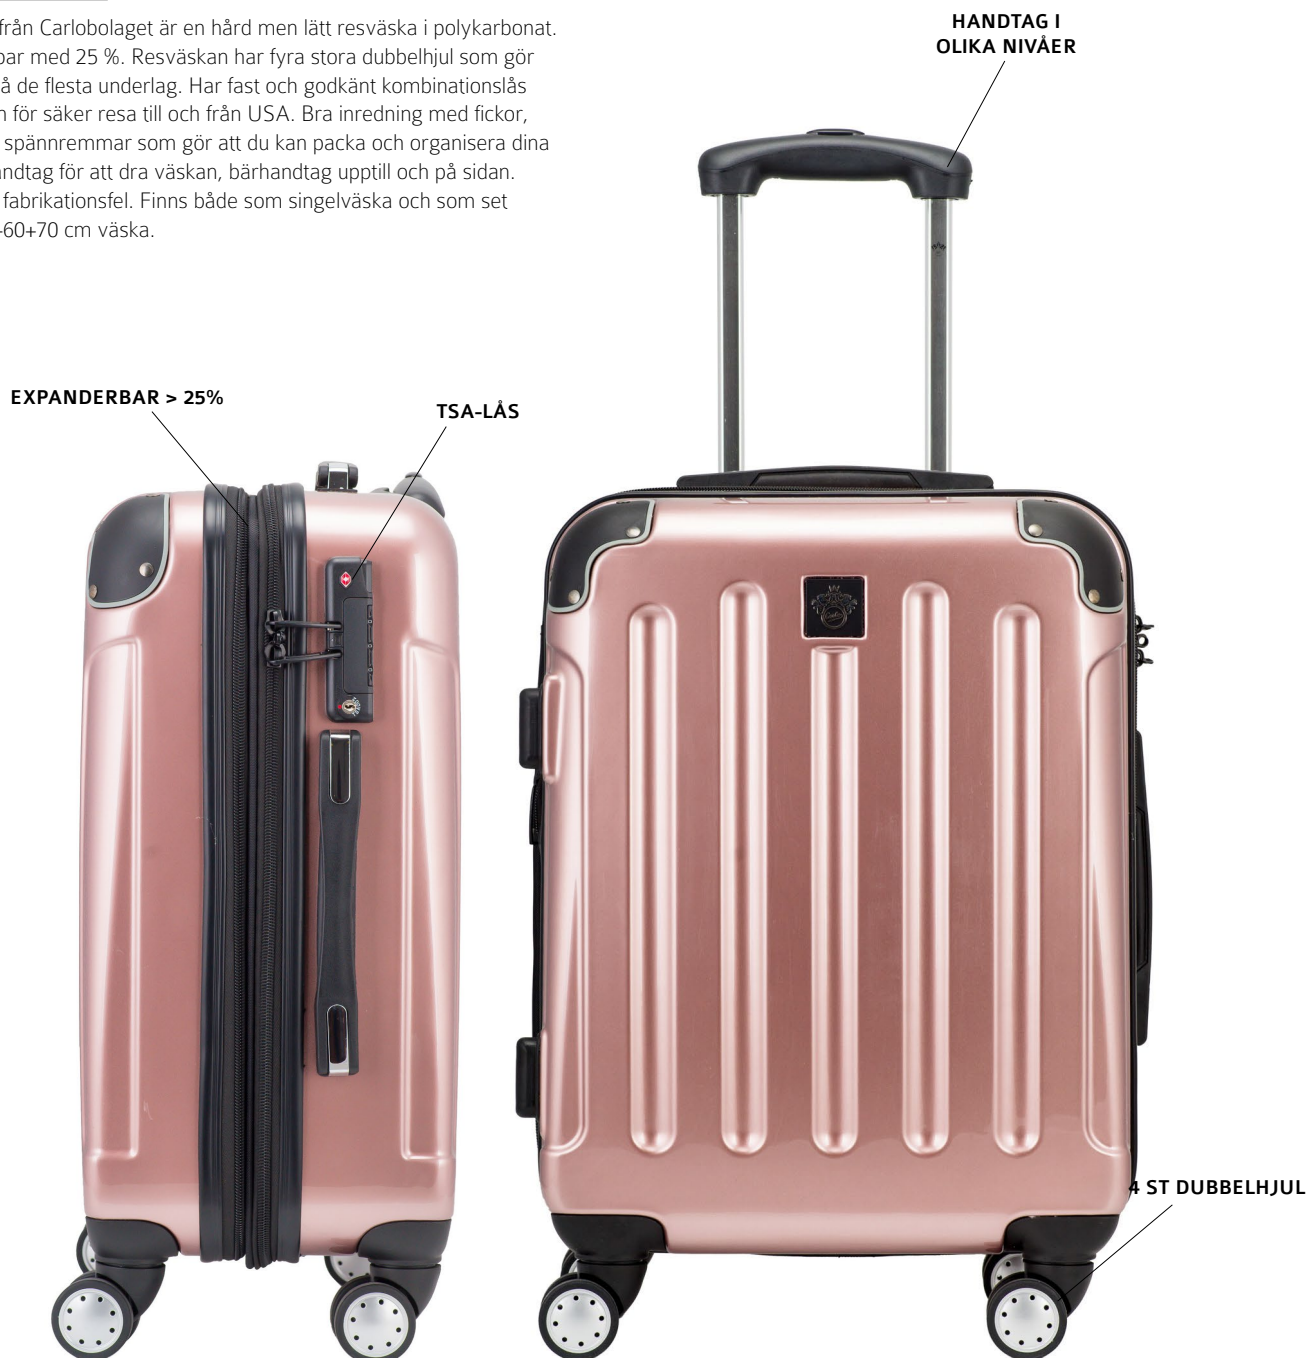 från Carlobolaget är en hård men lätt resväska i polykarbonat.
bar med 25 %. Resväskan har fyra stora dubbelhjul som gör
å de flesta underlag. Har fast och godkänt kombinationslås
n för säker resa till och från USA. Bra inredning med fickor,
spännremmar som gör att du kan packa och organisera dina
andtag för att dra väskan, bärhandtag upptill och på sidan.
fabrikationsfel. Finns både som singelväska och som set
+60+70 cm väska.
HANDTAG I
OLIKA NIVÅER
EXPANDERBAR > 25%
TSA-LÅS
4 ST DUBBELHJUL